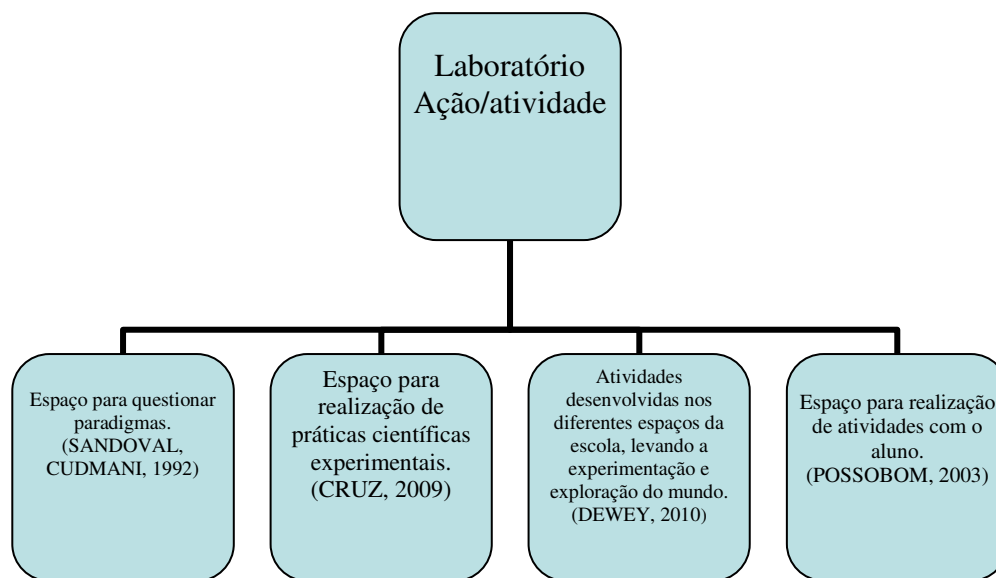 Laboratório
Ação/atividade
Espaço para questionar
paradigmas.
(SANDOVAL,
CUDMANI, 1992)
Espaço para
realização de
práticas científicas
experimentais.
(CRUZ, 2009)
Atividades
desenvolvidas nos
diferentes espaços da
escola, levando a
experimentação e
exploração do mundo.
(DEWEY, 2010)
Espaço para realização
de atividades com o
aluno.
(POSSOBOM, 2003)